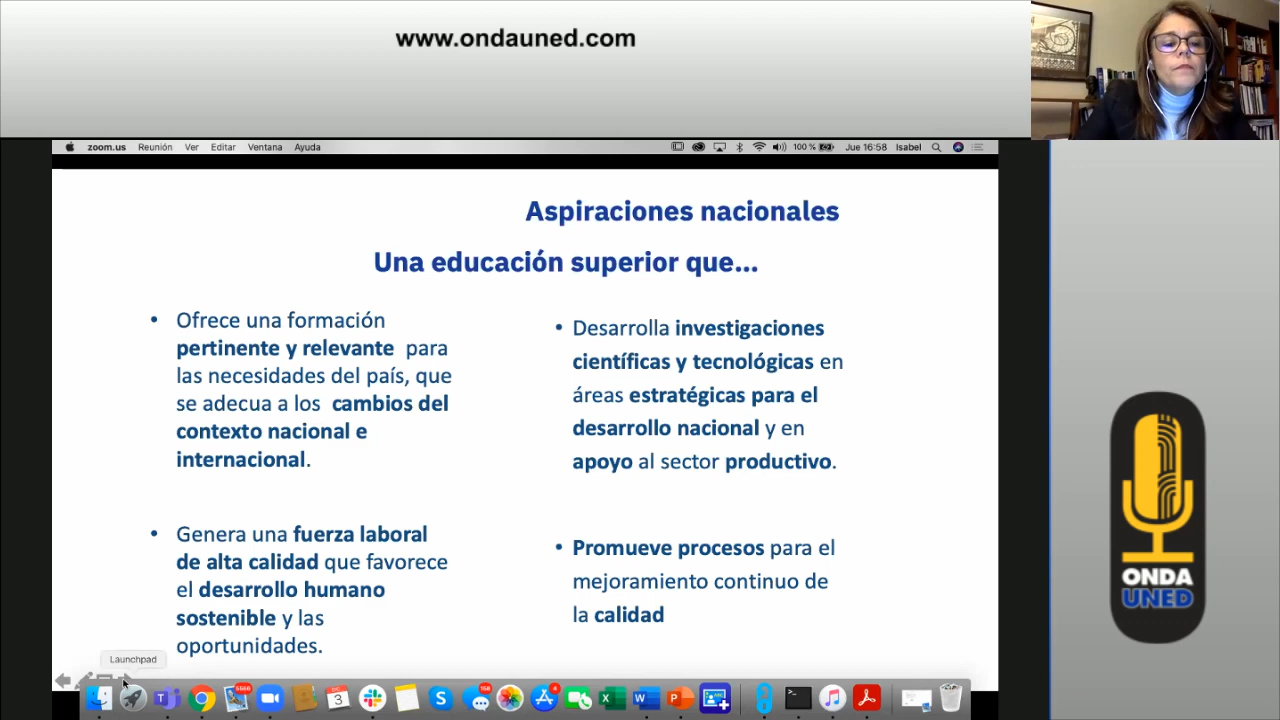 www.ondauned.com
zoom.us Reunión Ver Editar Ventana Ayuda 100 % Jue 16:58 Isabel
Aspiraciones nacionales
Una educación superior que...
• Ofrece una formación
pertinente y relevante para
las necesidades del país, que
se adecua a los cambios del
contexto nacional e
internacional.
• Genera una fuerza laboral
de alta calidad que favorece
el desarrollo humano
sostenible y las
oportunidades.
• Desarrolla investigaciones
científicas y tecnológicas en
áreas estratégicas para el
desarrollo nacional y en
apoyo al sector productivo.
• Promueve procesos para el
mejoramiento continuo de
la calidad
Launchpad
3
ONDA
UNED